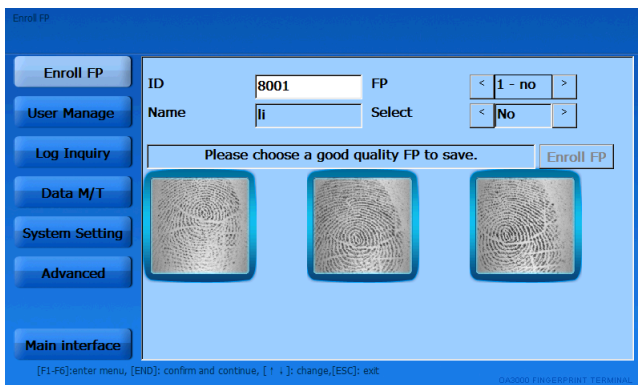 Enroll FP
Enroll FP
User Manage
Log Inquiry
Data M/T
System Setting
Advanced
Main interface
ID 8001 FP < 1 - no >
Name li Select < No >
Please choose a good quality FP to save. Enroll FP
[F1-F6]:enter menu, [END]: confirm and continue, [ ↑ ↓ ]: change,[ESC]: exit
OA3000 FINGERPRINT TERMINAL